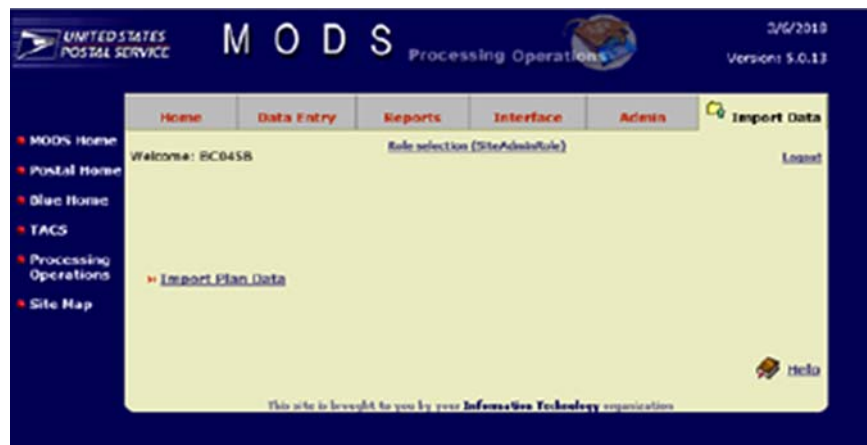 UNITED STATES
POSTAL SERVICE
MODS Processing Operations
3/6/2010
Version: 5.0.13
Home Data Entry Reports Interface Admin Import Data
MODS Home
Postal Home
Blue Home
TACS
Processing
Operations
Site Map
Welcome: BC045B
Role selection (SiteAdminRole)
Logout
Import Plan Data
Help
This site is brought to you by your Information Technology organization